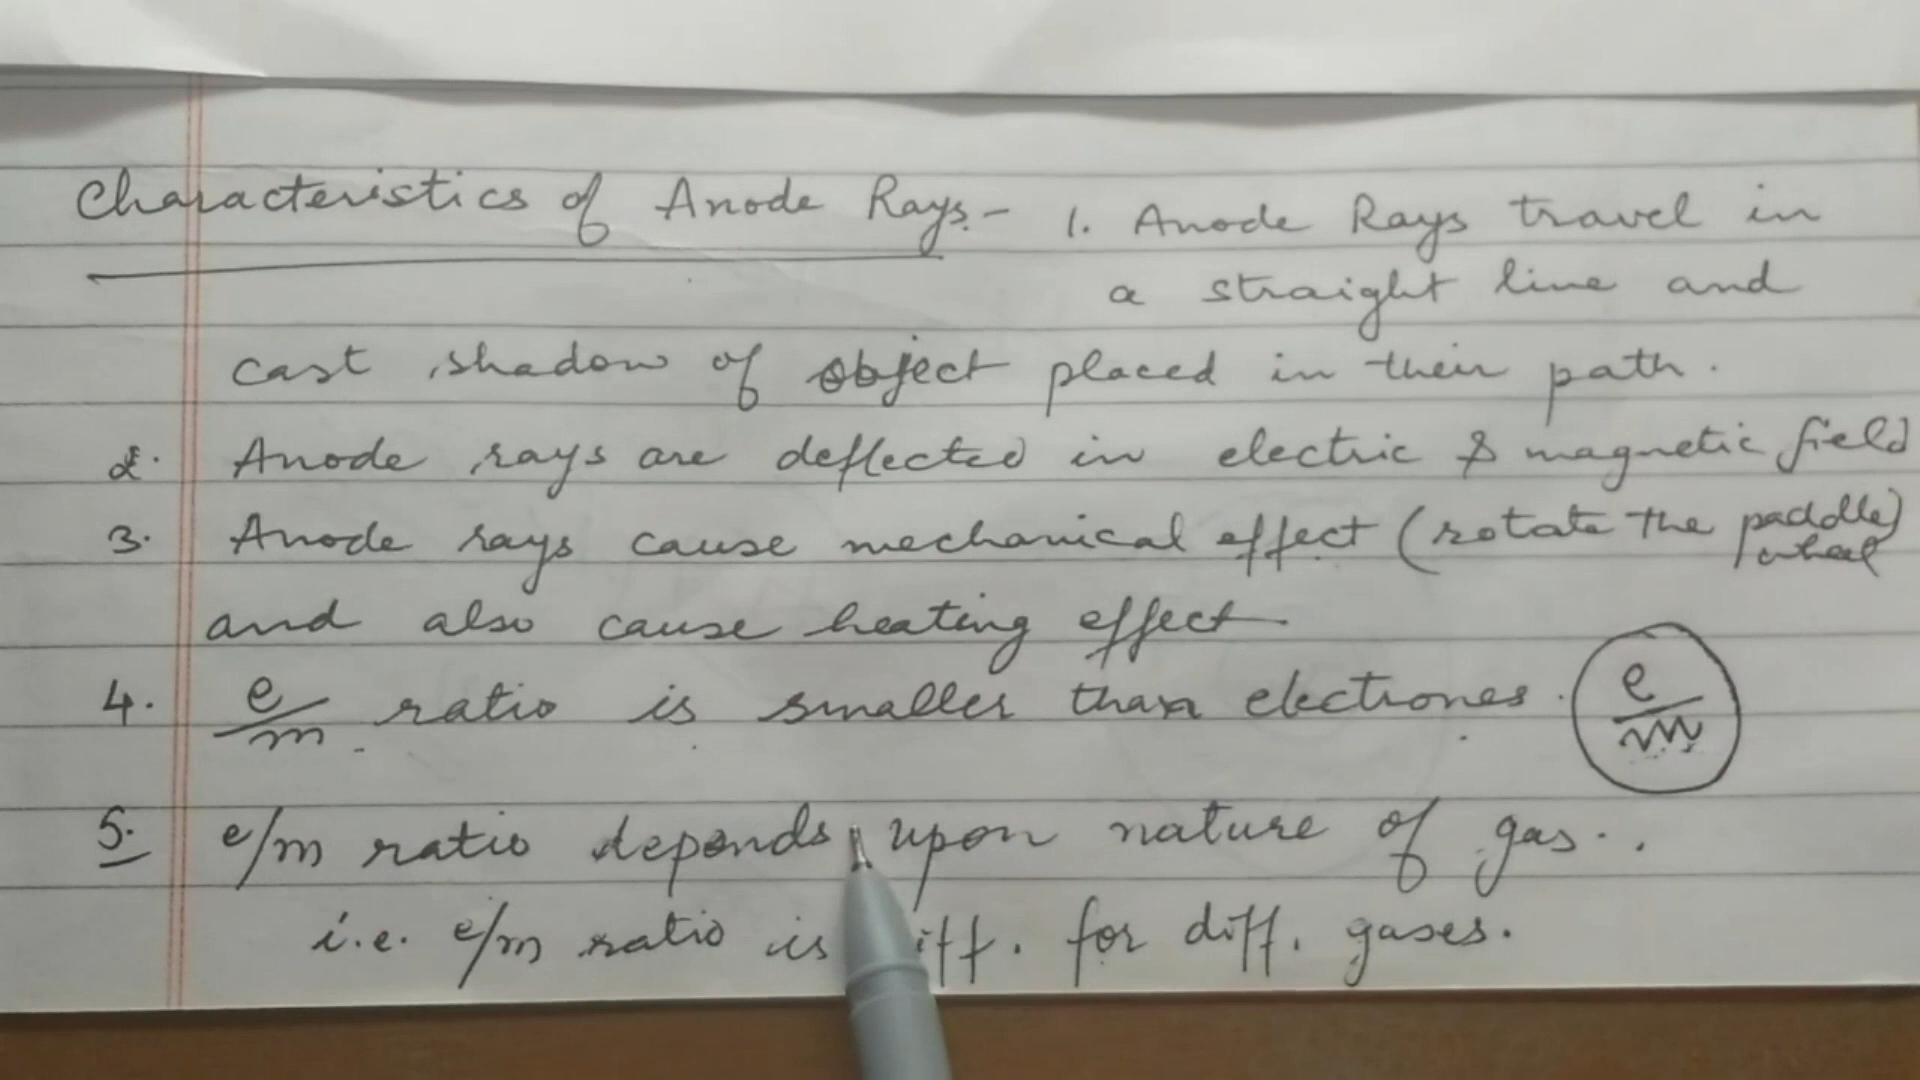 Characteristics of Anode Rays.- 1. Anode Rays travel in
a straight line and
cast shadow of object placed in their path.
2. Anode rays are deflected in electric & magnetic field
3. Anode rays cause mechanical effect (rotate the paddle)
wheel
and also cause heating effect
4. e/m ratio is smaller than electrones. e/m
5. e/m ratio depends upon nature of gas..
i.e. e/m ratio is iff. for diff. gases.